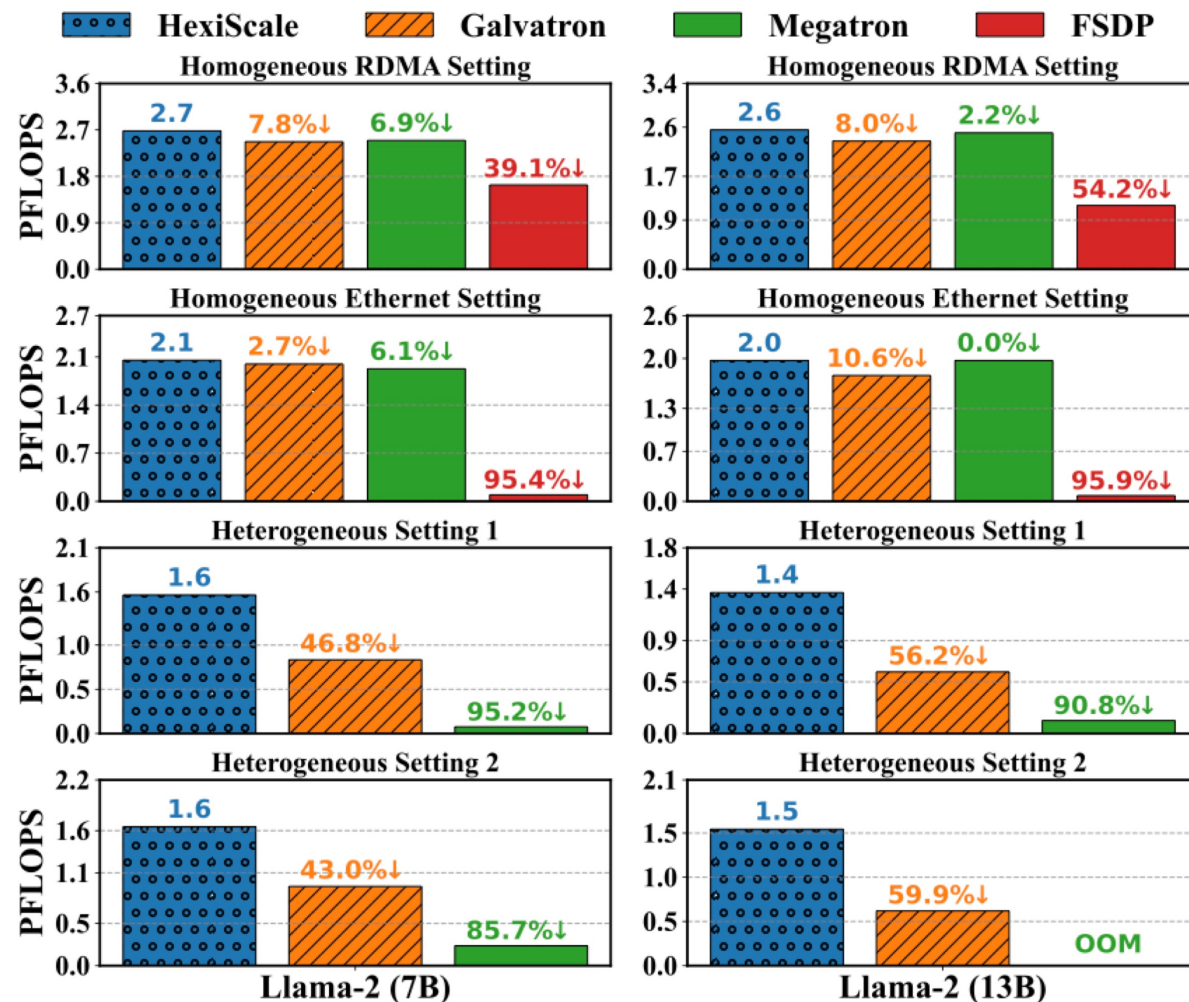 HexiScale Galvatron Megatron FSDP
Homogeneous RDMA Setting
PFLOPS
3.6
2.7
1.8
0.9
0.0
2.7 7.8%↓ 6.9%↓ 39.1%↓
Homogeneous RDMA Setting
3.4
2.6
1.7
0.9
0.0
2.6 8.0%↓ 2.2%↓ 54.2%↓
Homogeneous Ethernet Setting
PFLOPS
2.7
2.1
1.4
0.7
0.0
2.1 2.7%↓ 6.1%↓ 95.4%↓
Homogeneous Ethernet Setting
2.6
2.0
1.3
0.7
0.0
2.0 10.6%↓ 0.0%↓ 95.9%↓
Heterogeneous Setting 1
PFLOPS
2.1
1.6
1.0
0.5
0.0
1.6 46.8%↓ 95.2%↓
Heterogeneous Setting 1
1.8
1.4
0.9
0.5
0.0
1.4 56.2%↓ 90.8%↓
Heterogeneous Setting 2
PFLOPS
2.2
1.6
1.1
0.5
0.0
1.6 43.0%↓ 85.7%↓
Llama-2 (7B)
Heterogeneous Setting 2
2.1
1.5
1.0
0.5
0.0
1.5 59.9%↓ OOM
Llama-2 (13B)